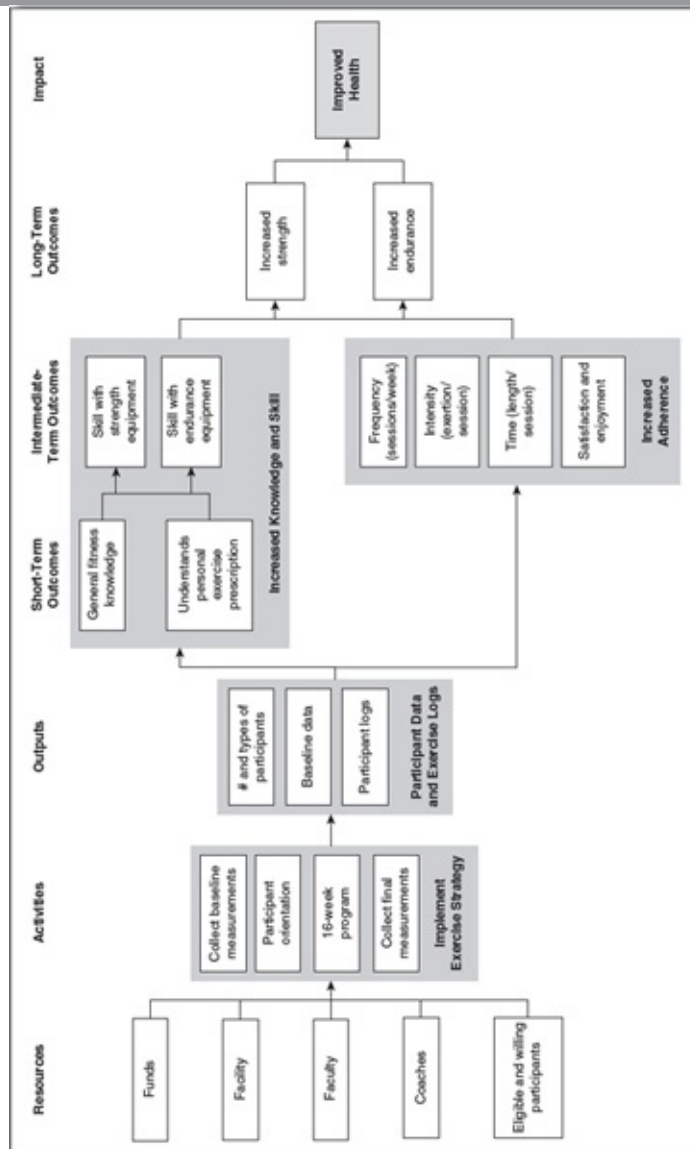 Resources
Funds
Facility
Faculty
Coaches
Eligible and willing
participants
Activities
Collect baseline
measurements
Participant
orientation
16-week
program
Collect final
measurements
Implement
Exercise Strategy
Outputs
# and types of
participants
Baseline data
Participant logs
Participant Data
and Exercise Logs
Short-Term
Outcomes
General fitness
knowledge
Understands
personal
exercise
prescription
Intermediate-
Term Outcomes
Skill with
strength
equipment
Skill with
endurance
equipment
Increased Knowledge and Skill
Frequency
(sessions/week)
Intensity
(exertion/
session)
Time (length/
session)
Satisfaction and
enjoyment
Increased
Adherence
Long-Term
Outcomes
Increased
strength
Increased
endurance
Impact
Improved
Health